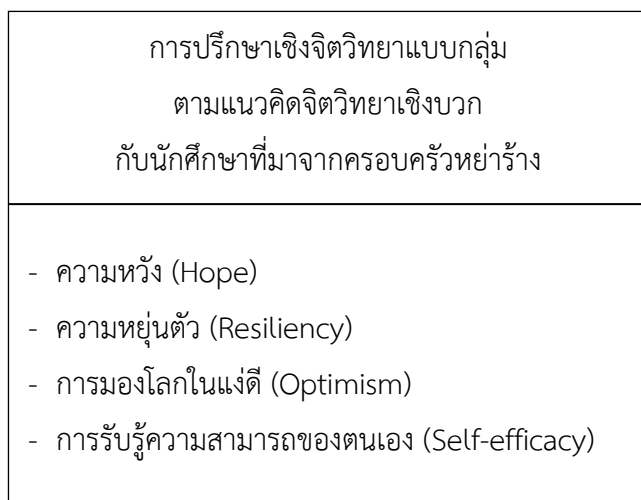 การปรึกษาเชิงจิตวิทยาแบบกลุ่ม
ตามแนวคิดจิตวิทยาเชิงบวก
กับนักศึกษาที่มาจากครอบครัวหย่าร้าง
- ความหวัง (Hope)
- ความหยุ่นตัว (Resiliency)
- การมองโลกในแง่ดี (Optimism)
- การรับรู้ความสามารถของตนเอง (Self-efficacy)